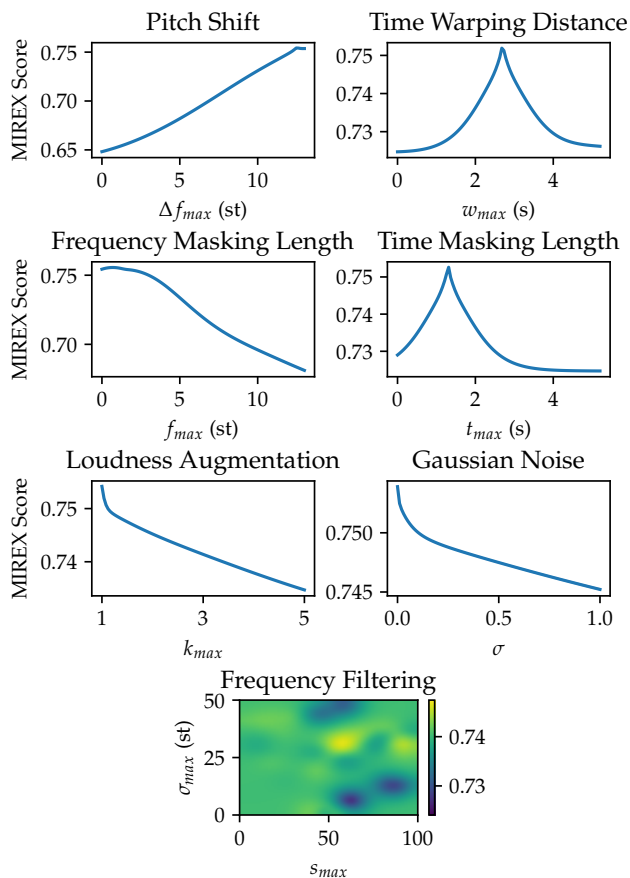 Pitch Shift
MIREX Score
0.75
0.70
0.65
0
5
10
Δf_max (st)
Time Warping Distance
0.75
0.74
0.73
0
2
4
w_max (s)
Frequency Masking Length
MIREX Score
0.75
0.70
0
5
10
f_max (st)
Time Masking Length
0.75
0.74
0.73
0
2
4
t_max (s)
Loudness Augmentation
MIREX Score
0.75
0.74
1
3
5
k_max
Gaussian Noise
0.750
0.745
0.0
0.5
1.0
σ
Frequency Filtering
σ_max (st)
50
25
0
0
50
100
s_max
0.74
0.73